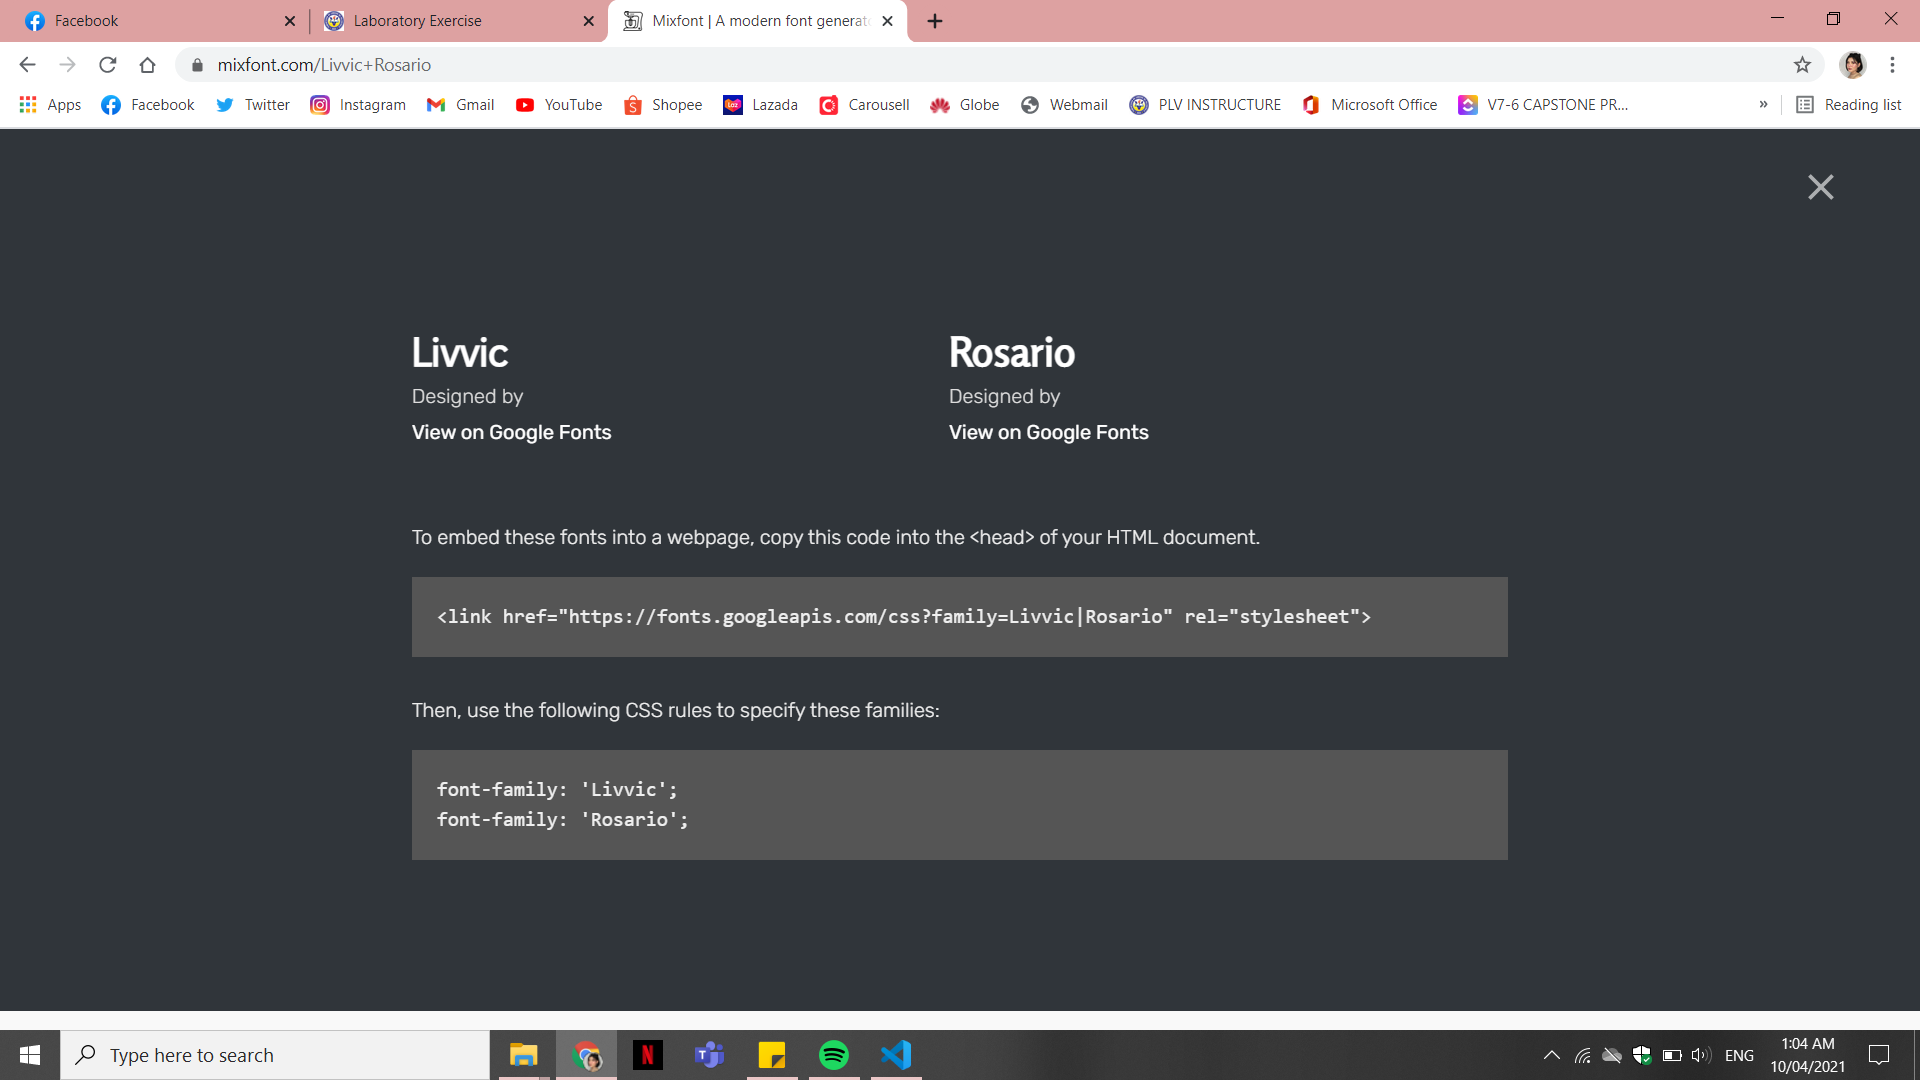 Facebook
Laboratory Exercise
Mixfont | A modern font generat
mixfont.com/Livvic+Rosario
Apps
Facebook
Twitter
Instagram
Gmail
YouTube
Shopee
Lazada
Carousell
Globe
Webmail
PLV INSTRUCTURE
Microsoft Office
V7-6 CAPSTONE PR...
»
Reading list
Livvic
Designed by
View on Google Fonts
Rosario
Designed by
View on Google Fonts
To embed these fonts into a webpage, copy this code into the <head> of your HTML document.
<link href="https://fonts.googleapis.com/css?family=Livvic|Rosario" rel="stylesheet">
Then, use the following CSS rules to specify these families:
font-family: 'Livvic';
font-family: 'Rosario';
Type here to search
ENG
1:04 AM
10/04/2021